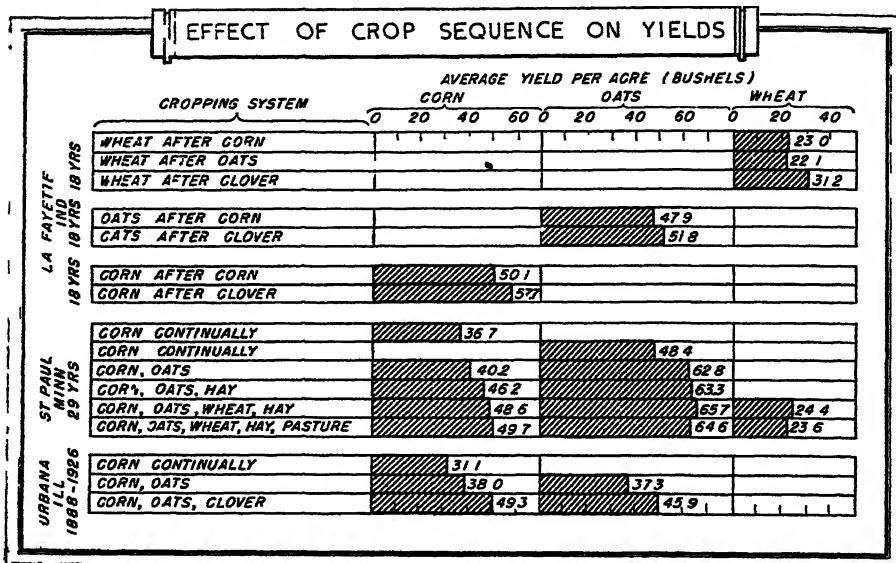 EFFECT OF CROP SEQUENCE ON YIELDS
AVERAGE YIELD PER ACRE (BUSHELS)
CROPPING SYSTEM CORN OATS WHEAT
0 20 40 60 0 20 40 60 0 20 40
LA FAYETTE IND 18 YRS 18 YRS 18 YRS
WHEAT AFTER CORN 23 0
WHEAT AFTER OATS 22 1
WHEAT AFTER CLOVER 31 2
OATS AFTER CORN 47 9
OATS AFTER CLOVER 51 8
CORN AFTER CORN 50 1
CORN AFTER CLOVER
ST PAUL MINN 29 YRS
CORN CONTINUALLY 36 7
CORN CONTINUALLY 48 4
CORN, OATS 40.2 62 8
CORN, OATS, HAY 46.2 63.3
CORN, OATS, WHEAT, HAY 48 6 65 7 24 4
CORN, OATS, WHEAT, HAY, PASTURE 49 7 64 6 23 6
URBANA ILL 1888-1926
CORN CONTINUALLY 31 1
CORN, OATS 38 0 37 3
CORN, OATS, CLOVER 49.3 45.9